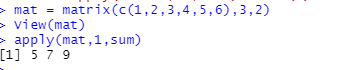 > mat = matrix(c(1,2,3,4,5,6),3,2)
> View(mat)
> apply(mat,1,sum)
[1] 5 7 9
>